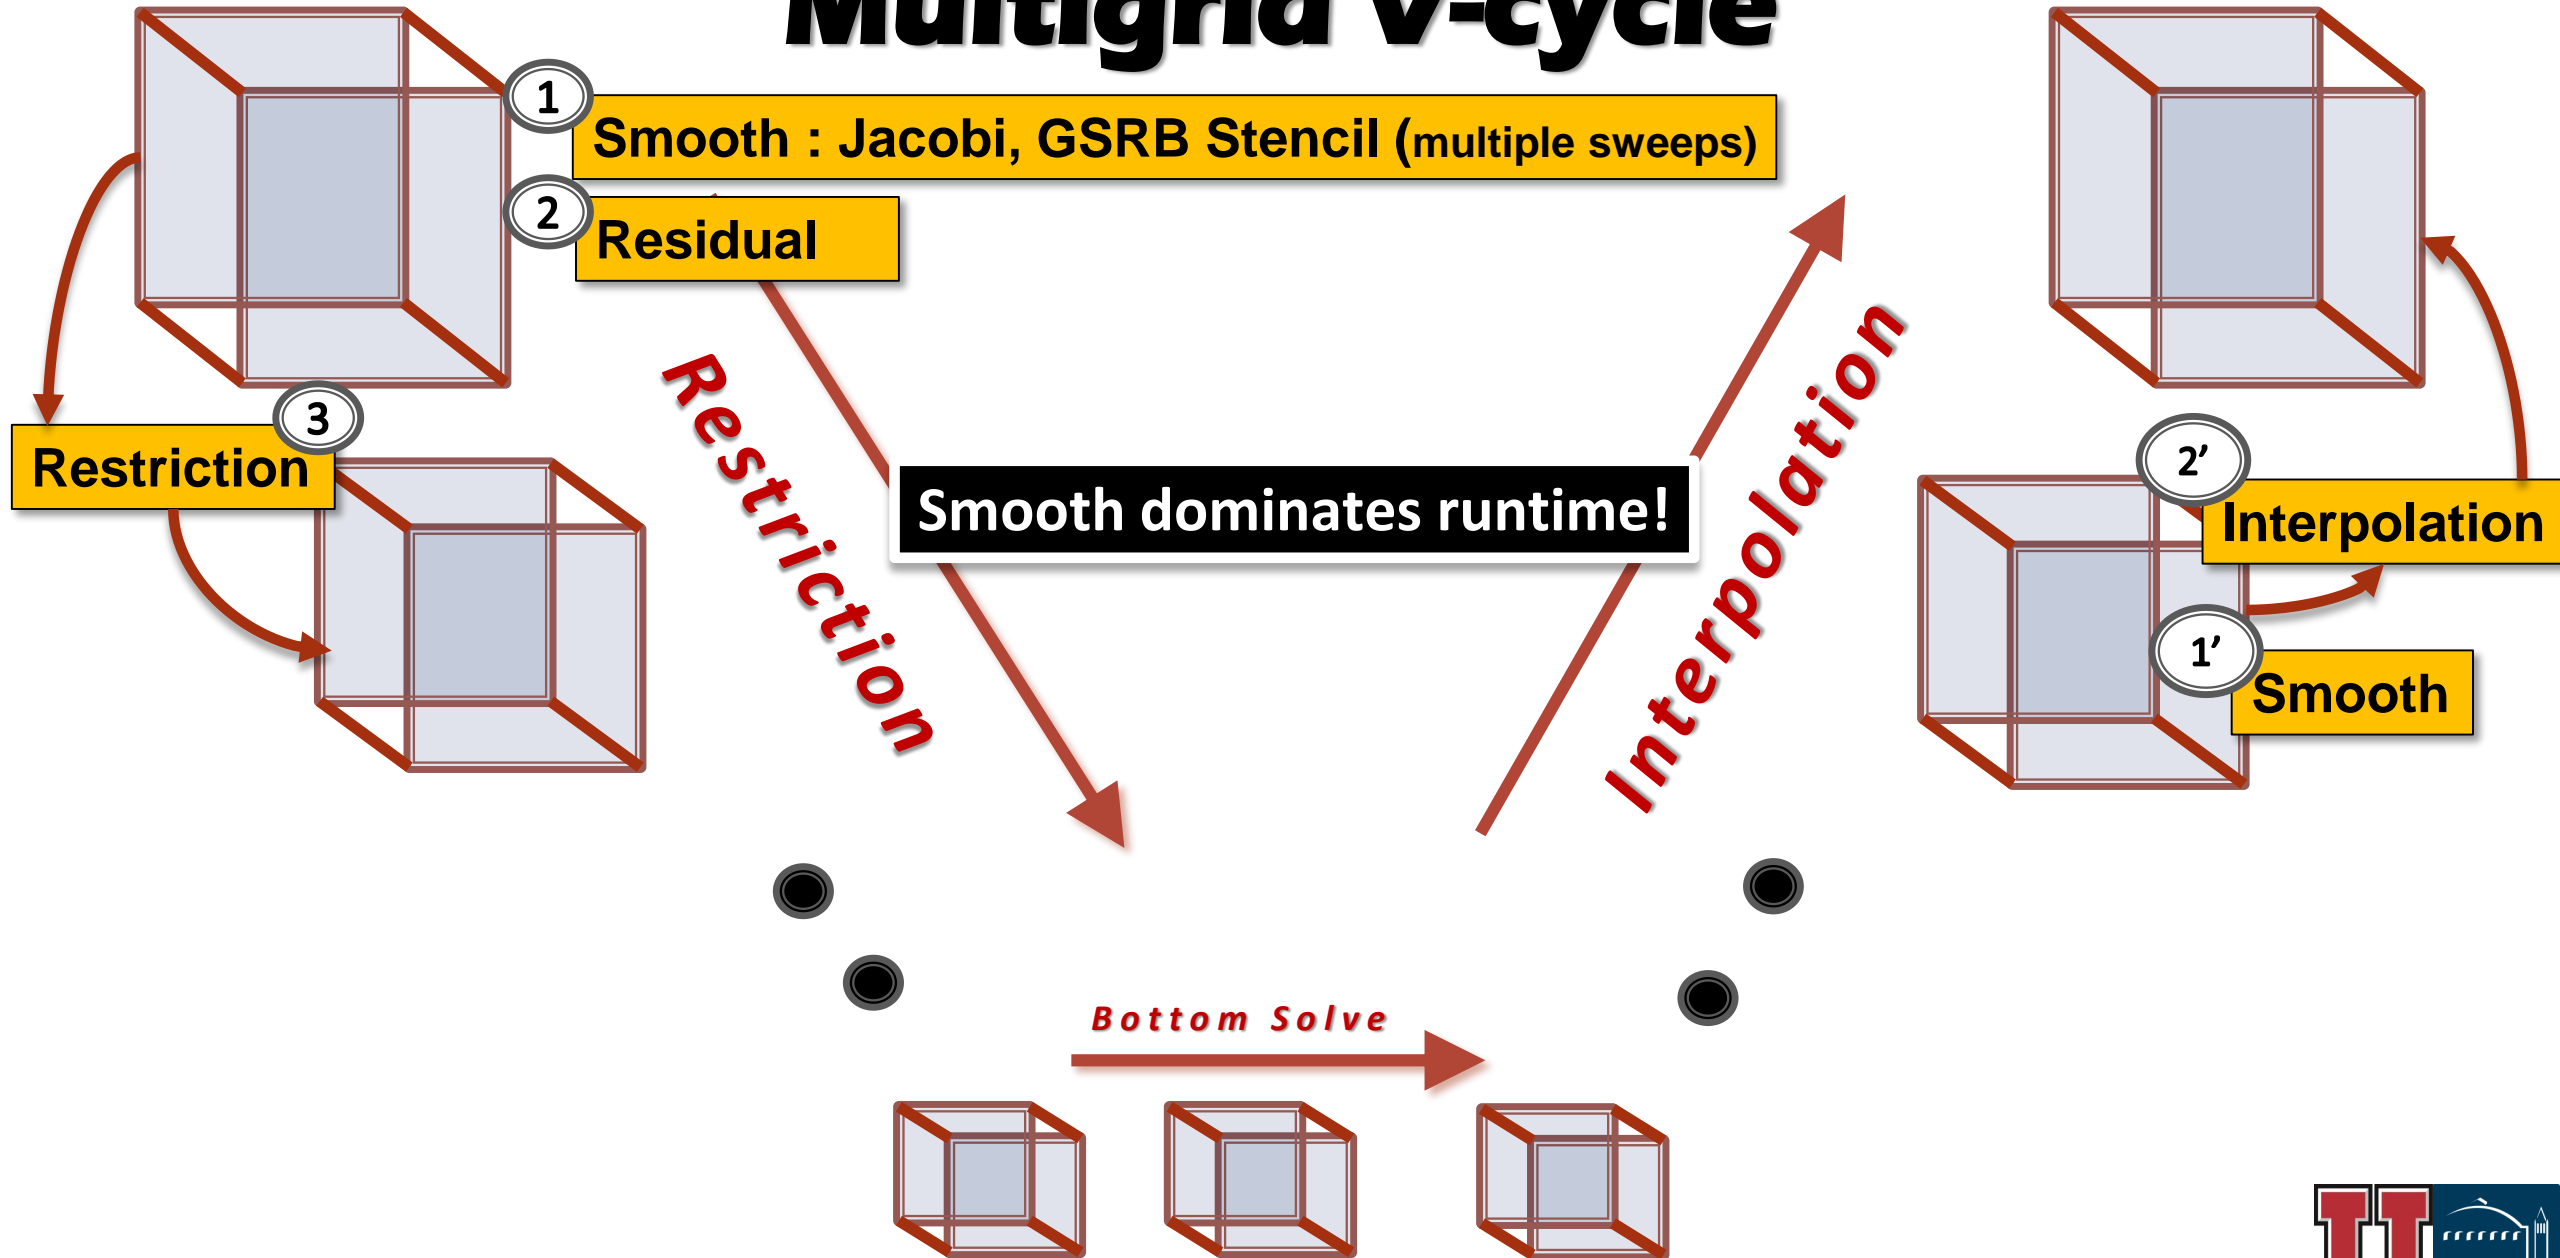 Multigrid V-cycle
1
Smooth : Jacobi, GSRB Stencil (multiple sweeps)
2
Residual
3
Restriction
Restriction
Smooth dominates runtime!
Interpolation
2’
Interpolation
1’
Smooth
Bottom Solve